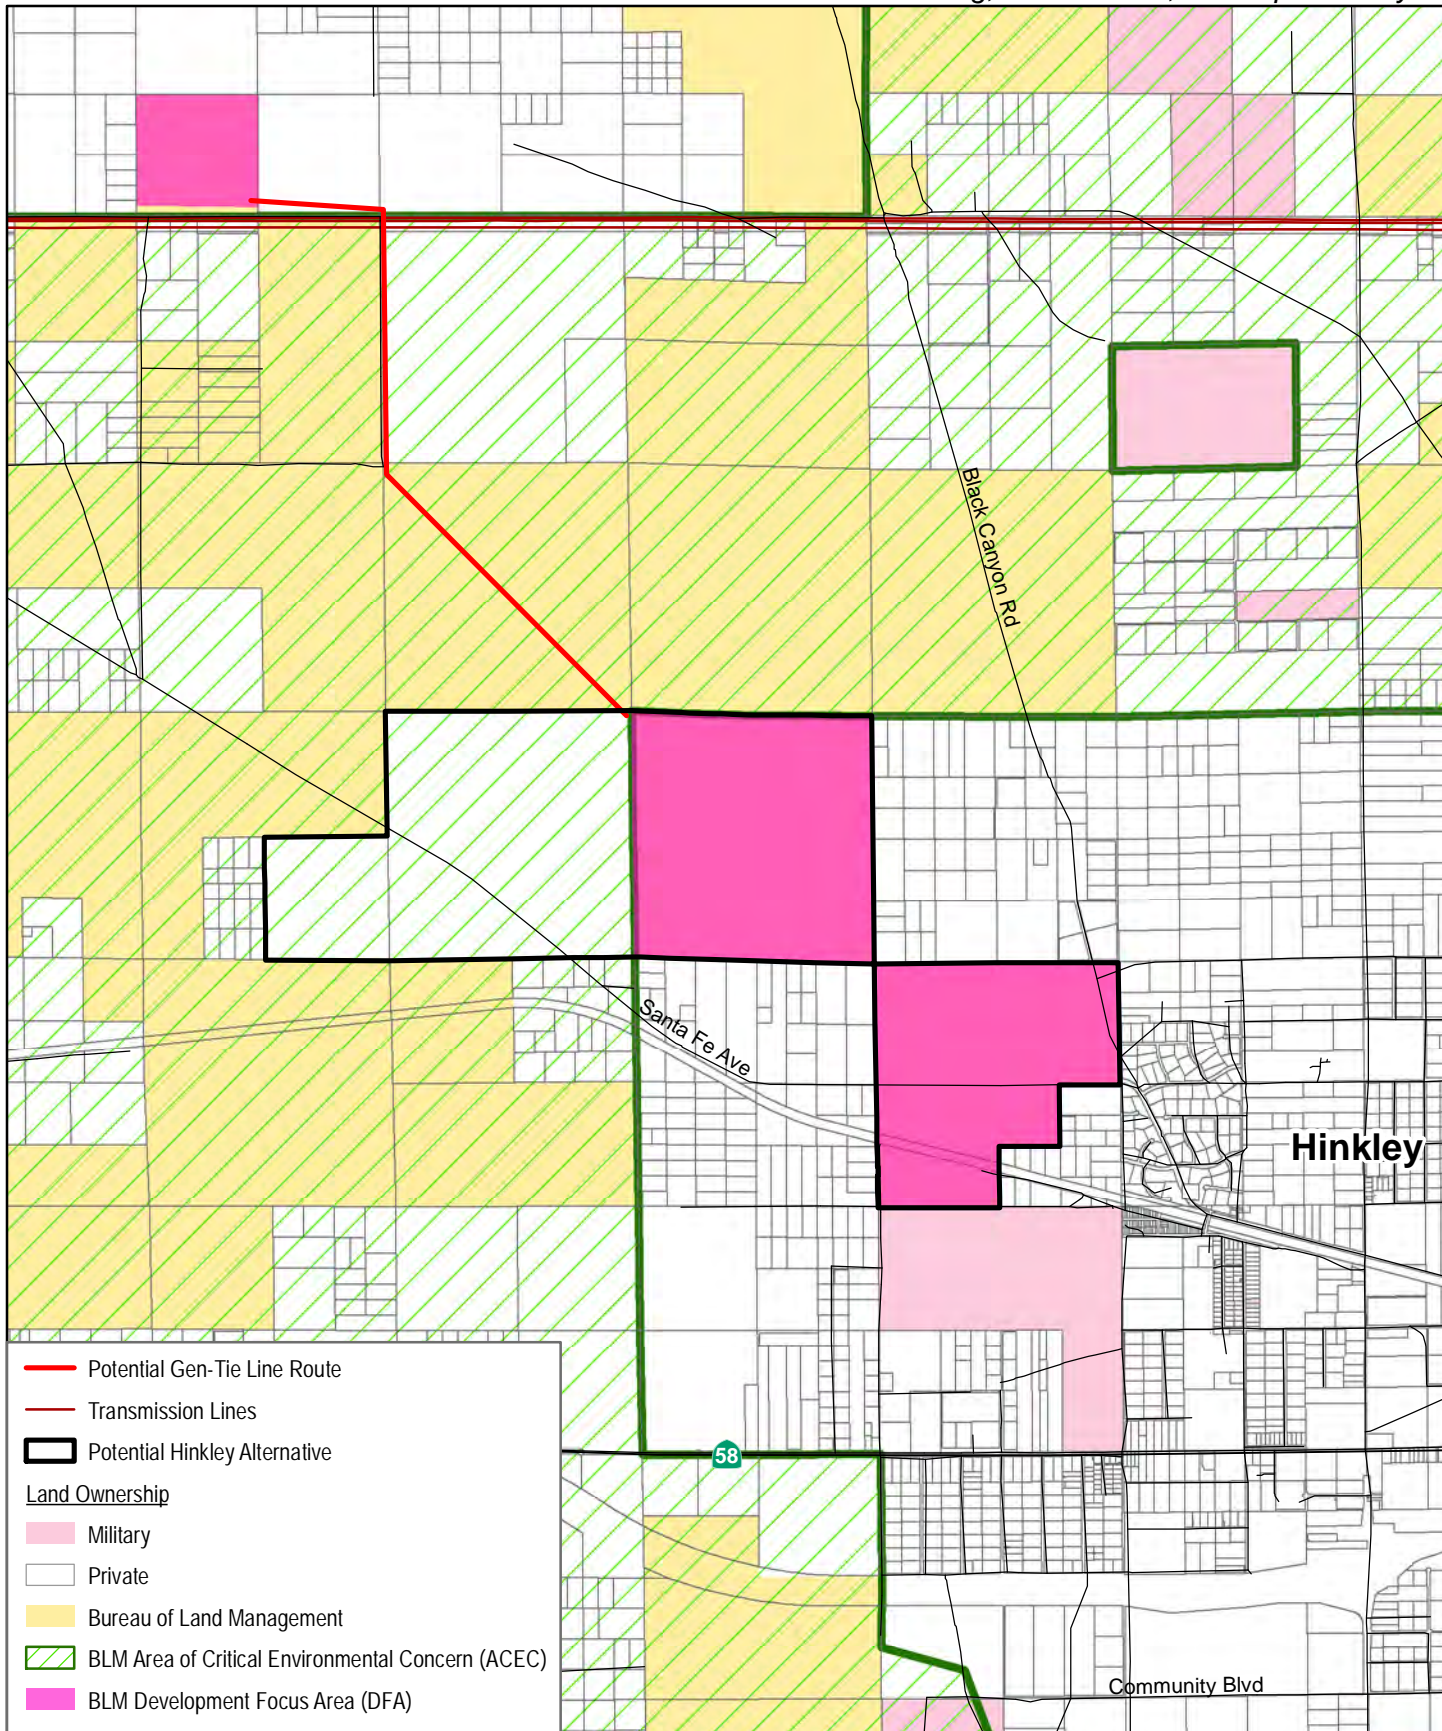 Black Canyon Rd
Santa Fe Ave
Hinkley
58
Community Blvd
Potential Gen-Tie Line Route
Transmission Lines
Potential Hinkley Alternative
Land Ownership
Military
Private
Bureau of Land Management
BLM Area of Critical Environmental Concern (ACEC)
BLM Development Focus Area (DFA)